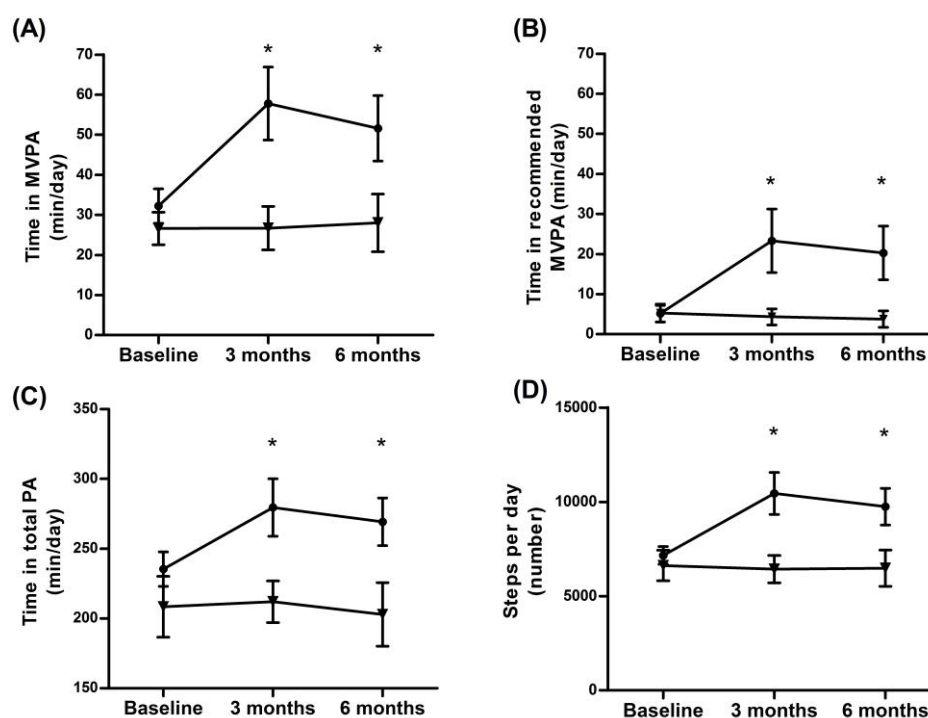 (A)
Time in MVPA
(min/day)
70
60
50
40
30
20
10
0
* *
Baseline 3 months 6 months
(B)
Time in recommended
MVPA (min/day)
70
60
50
40
30
20
10
0
* *
Baseline 3 months 6 months
(C)
Time in total PA
(min/day)
350
300
250
200
150
* *
Baseline 3 months 6 months
(D)
Steps per day
(number)
15000
10000
5000
0
* *
Baseline 3 months 6 months